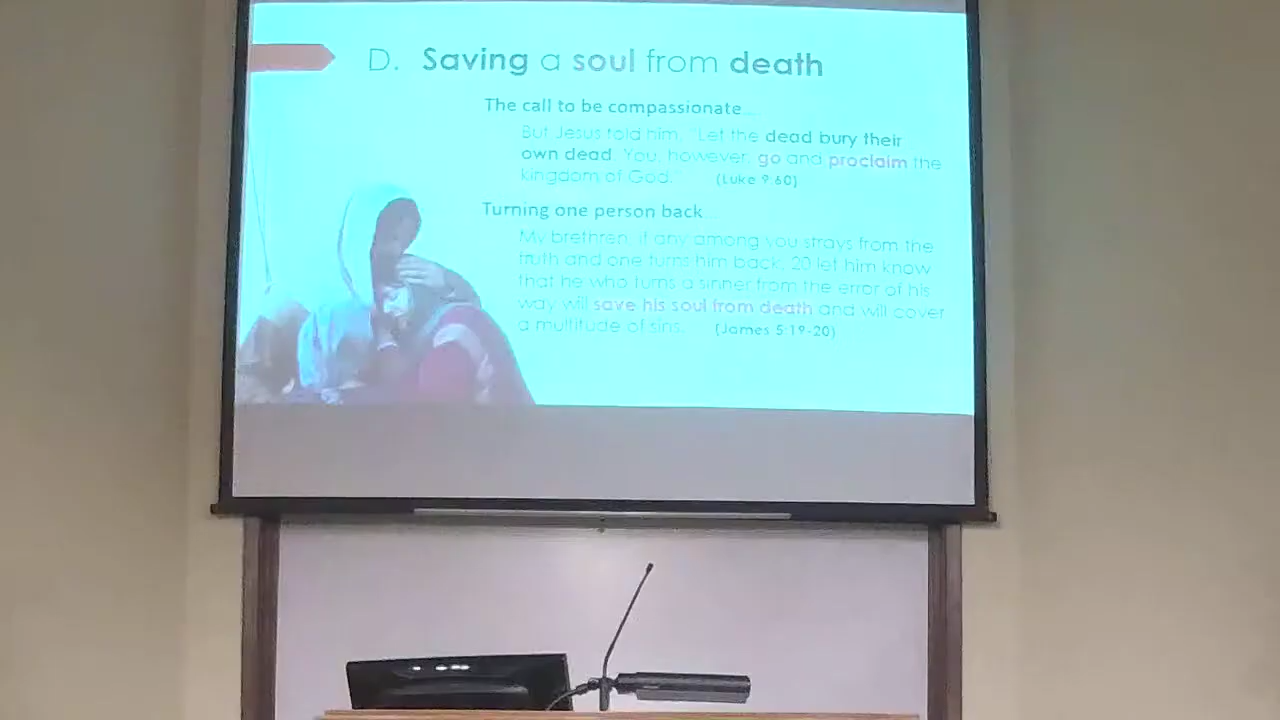 D. Saving a soul from death
The call to be compassionate...
But Jesus told him, "Let the dead bury their
own dead. You, however, go and proclaim the
kingdom of God." (Luke 9:60)
Turning one person back...
My brethren, if any among you strays from the
truth and one turns him back, 20 let him know
that he who turns a sinner from the error of his
way will save his soul from death and will cover
a multitude of sins. (James 5:19-20)